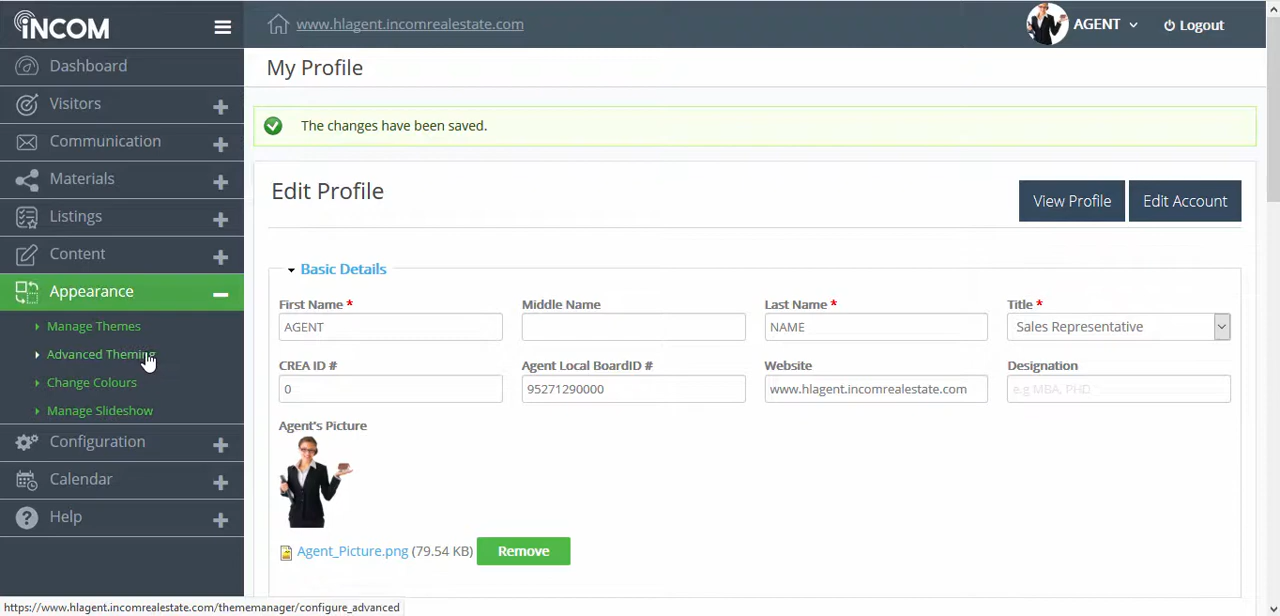 INCOM
www.hlagent.incomrealestate.com
AGENT
Logout
Dashboard
Visitors
Communication
Materials
Listings
Content
Appearance
Manage Themes
Advanced Theming
Change Colours
Manage Slideshow
Configuration
Calendar
Help
My Profile
The changes have been saved.
Edit Profile
View Profile
Edit Account
Basic Details
First Name * Middle Name Last Name * Title *
AGENT NAME Sales Representative
CREA ID # Agent Local BoardID # Website Designation
0 95271290000 www.hlagent.incomrealestate.com e.g MBA, PHD
Agent's Picture
Agent_Picture.png (79.54 KB) Remove
https://www.hlagent.incomrealestate.com/thememanager/configure_advanced